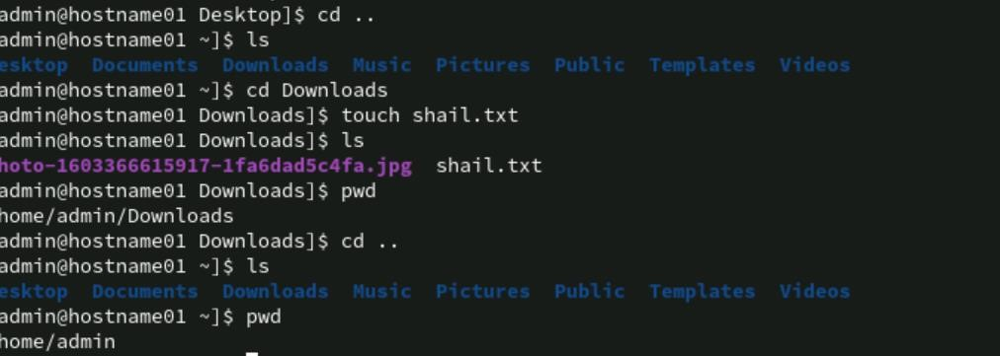 admin@hostname01 Desktop]$ cd ..
admin@hostname01 ~]$ ls
esktop  Documents  Downloads  Music  Pictures  Public  Templates  Videos
admin@hostname01 ~]$ cd Downloads
admin@hostname01 Downloads]$ touch shail.txt
admin@hostname01 Downloads]$ ls
hoto-1603366615917-1fa6dad5c4fa.jpg  shail.txt
admin@hostname01 Downloads]$ pwd
home/admin/Downloads
admin@hostname01 Downloads]$ cd ..
admin@hostname01 ~]$ ls
esktop  Documents  Downloads  Music  Pictures  Public  Templates  Videos
admin@hostname01 ~]$ pwd
home/admin